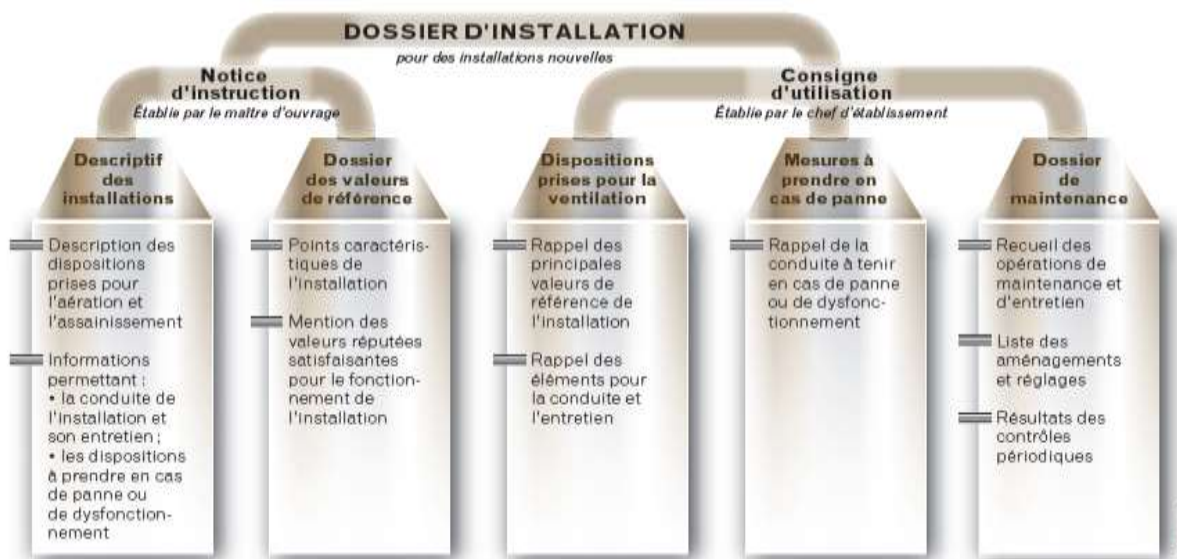 DOSSIER D'INSTALLATION
pour des installations nouvelles
Notice
d'instruction
Établie par le maître d'ouvrage
Consigne
d'utilisation
Établie par le chef d'établissement
Descriptif
des
installations
Description des
dispositions
prises pour
l'aération et
l'assainissement
Informations
permettant :
• la conduite de
l'installation et
son entretien ;
• les dispositions
à prendre en cas
de panne ou
de dysfonction-
nement
Dossier
des valeurs
de référence
Points caractéris-
tiques de
l'installation
Mention des
valeurs réputées
satisfaisantes
pour le fonction-
nement de
l'installation
Dispositions
prises pour la
ventilation
Rappel des
principales
valeurs de
référence de
l'installation
Rappel des
éléments pour
la conduite et
l'entretien
Mesures à
prendre en
cas de panne
Rappel de la
conduite à tenir
en cas de panne
ou de dysfonc-
tionnement
Dossier
de
maintenance
Recueil des
opérations de
maintenance et
d'entretien
Liste des
aménagements
et réglages
Résultats des
contrôles
périodiques